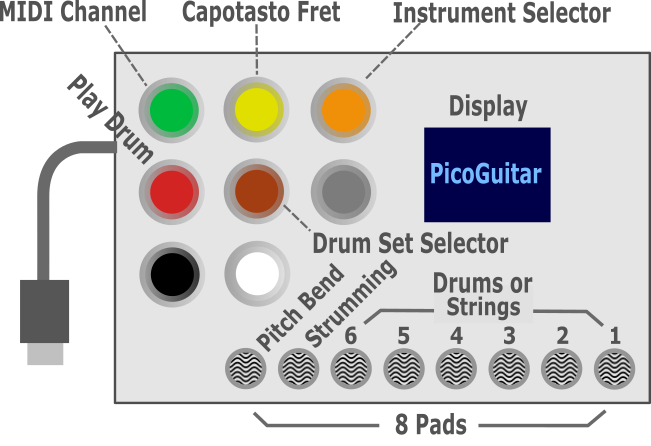 MIDI Channel
Capotasto Fret
Instrument Selector
Play Drum
Display
PicoGuitar
Drum Set Selector
Pitch Bend
Strumming
Drums or
Strings
6 5 4 3 2 1
8 Pads